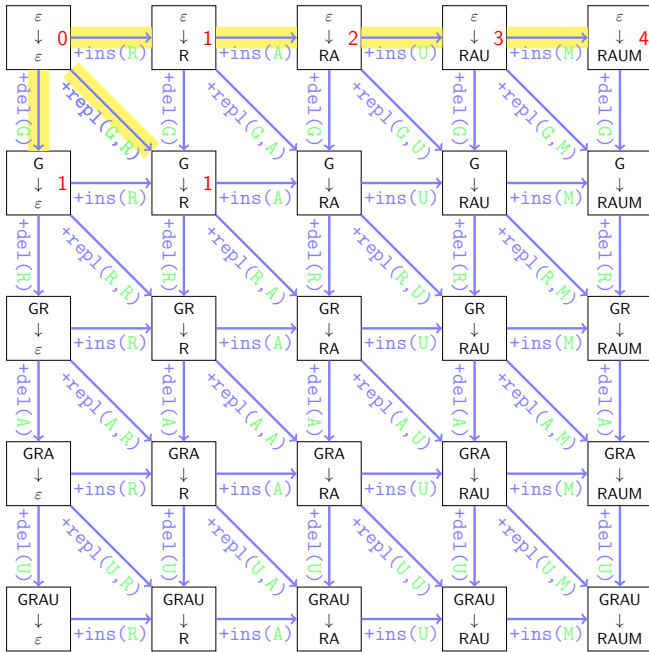 ε 0 ε 1 ε 2 ε 3 ε 4
↓ +ins(R) ↓ +ins(A) ↓ +ins(U) ↓ +ins(M) ↓
ε R RA RAU RAUM
+del(G) +repl(G,R) +del(G) +repl(G,A) +del(G) +repl(G,U) +del(G) +repl(G,M) +del(G)
G 1 G 1 G G G
↓ +ins(R) ↓ +ins(A) ↓ +ins(U) ↓ +ins(M) ↓
ε R RA RAU RAUM
+del(R) +repl(R,R) +del(R) +repl(R,A) +del(R) +repl(R,U) +del(R) +repl(R,M) +del(R)
GR GR GR GR GR
↓ +ins(R) ↓ +ins(A) ↓ +ins(U) ↓ +ins(M) ↓
ε R RA RAU RAUM
+del(A) +repl(A,R) +del(A) +repl(A,A) +del(A) +repl(A,U) +del(A) +repl(A,M) +del(A)
GRA GRA GRA GRA GRA
↓ +ins(R) ↓ +ins(A) ↓ +ins(U) ↓ +ins(M) ↓
ε R RA RAU RAUM
+del(U) +repl(U,R) +del(U) +repl(U,A) +del(U) +repl(U,U) +del(U) +repl(U,M) +del(U)
GRAU GRAU GRAU GRAU GRAU
↓ +ins(R) ↓ +ins(A) ↓ +ins(U) ↓ +ins(M) ↓
ε R RA RAU RAUM